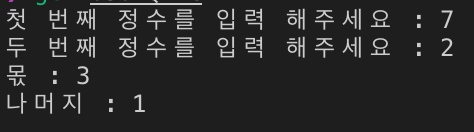 첫 번째 정수를 입력 해주세요 : 7
두 번째 정수를 입력 해주세요 : 2
몫 : 3
나머지 : 1